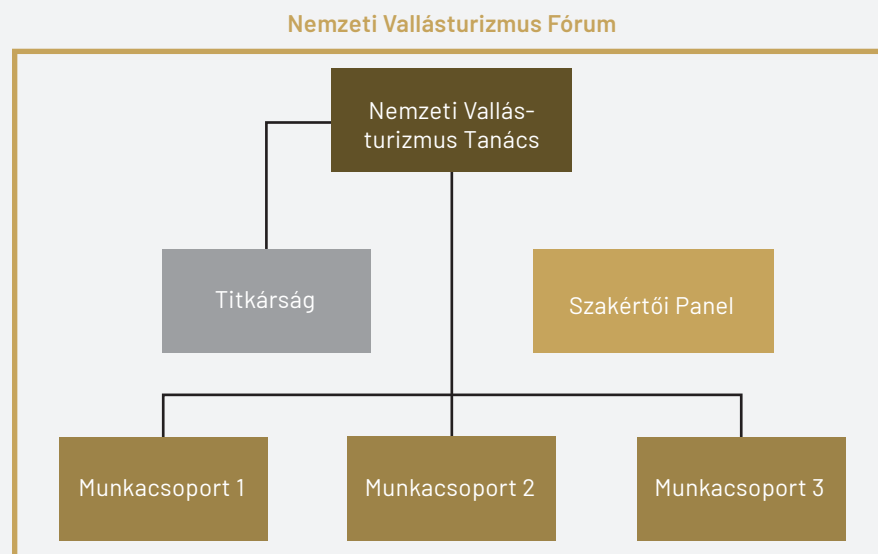 Nemzeti Vallásturizmus Fórum
Nemzeti Vallás-
turizmus Tanács
Titkárság
Szakértői Panel
Munkacsoport 1
Munkacsoport 2
Munkacsoport 3